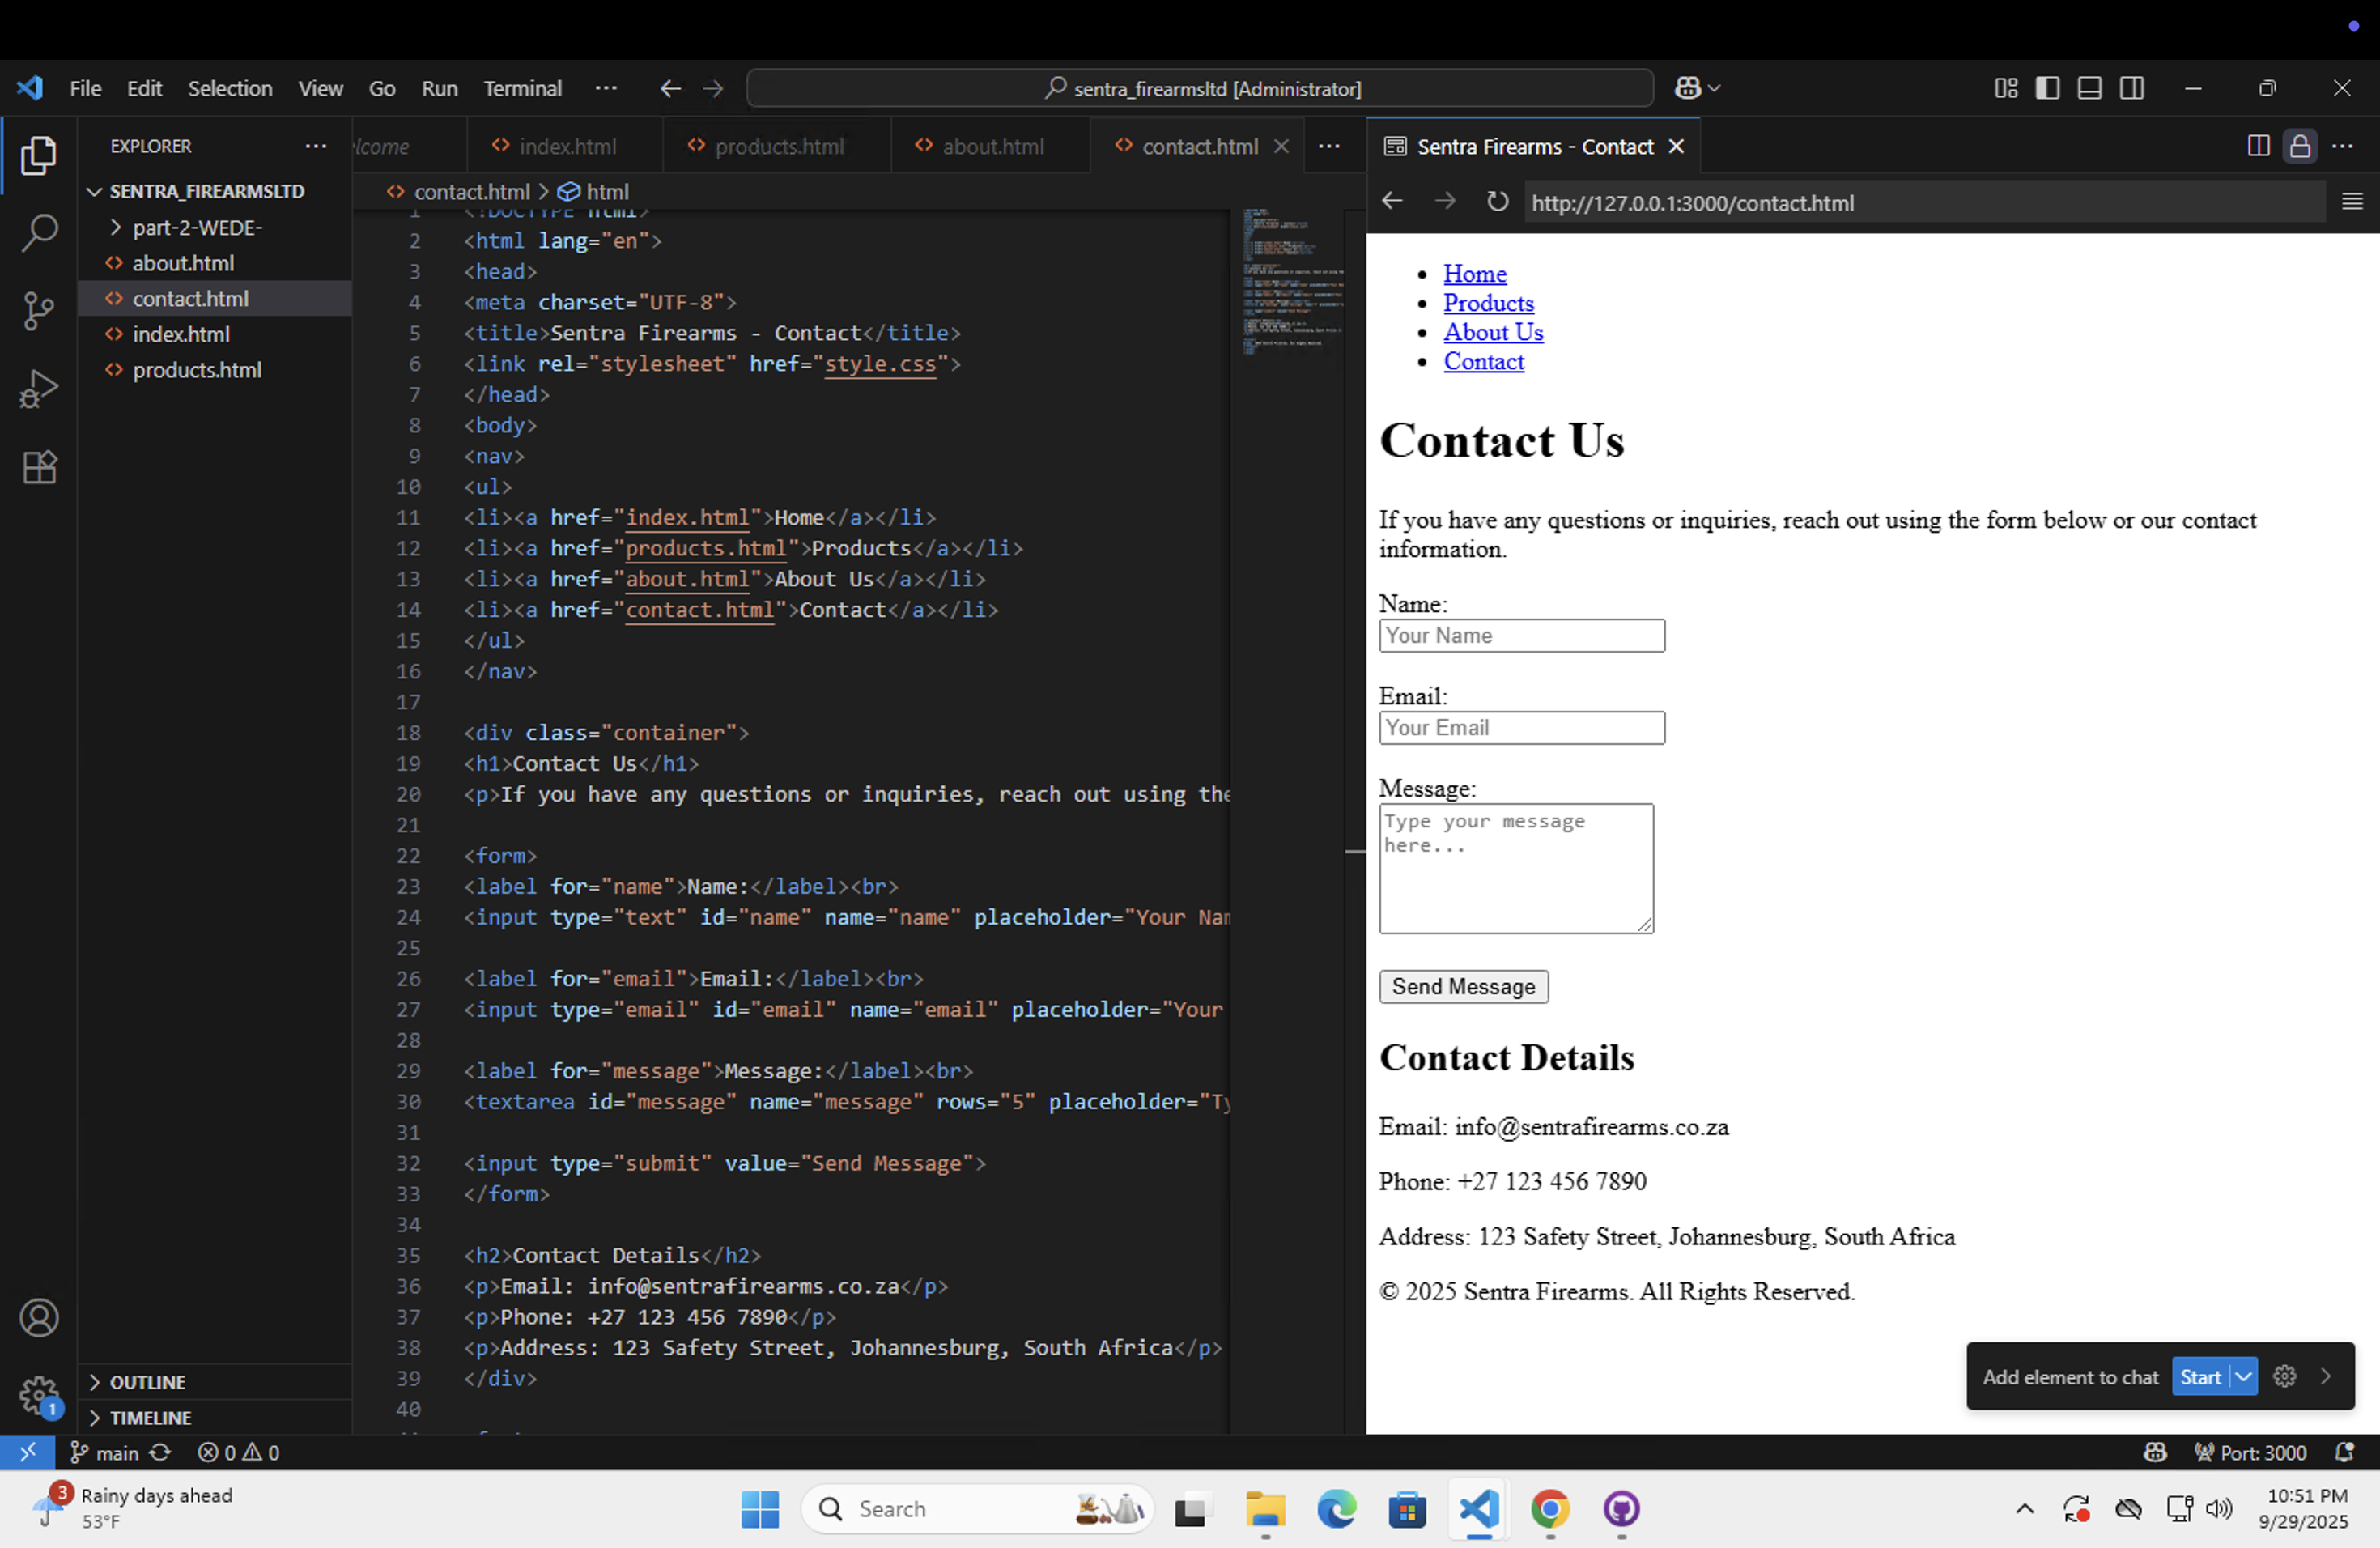 File Edit Selection View Go Run Terminal ··· sentra_firearmsltd [Administrator]
EXPLORER ···
SENTRA_FIREARMSLTD
part-2-WEDE-
about.html
contact.html
index.html
products.html
OUTLINE
TIMELINE
1
lcome index.html products.html about.html contact.html ···
contact.html > html
1 <!DOCTYPE html>
2 <html lang="en">
3 <head>
4 <meta charset="UTF-8">
5 <title>Sentra Firearms - Contact</title>
6 <link rel="stylesheet" href="style.css">
7 </head>
8 <body>
9 <nav>
10 <ul>
11 <li><a href="index.html">Home</a></li>
12 <li><a href="products.html">Products</a></li>
13 <li><a href="about.html">About Us</a></li>
14 <li><a href="contact.html">Contact</a></li>
15 </ul>
16 </nav>
17
18 <div class="container">
19 <h1>Contact Us</h1>
20 <p>If you have any questions or inquiries, reach out using the
21
22 <form>
23 <label for="name">Name:</label><br>
24 <input type="text" id="name" name="name" placeholder="Your Nam
25
26 <label for="email">Email:</label><br>
27 <input type="email" id="email" name="email" placeholder="Your
28
29 <label for="message">Message:</label><br>
30 <textarea id="message" name="message" rows="5" placeholder="Ty
31
32 <input type="submit" value="Send Message">
33 </form>
34
35 <h2>Contact Details</h2>
36 <p>Email: info@sentrafirearms.co.za</p>
37 <p>Phone: +27 123 456 7890</p>
38 <p>Address: 123 Safety Street, Johannesburg, South Africa</p>
39 </div>
40
Sentra Firearms - Contact
http://127.0.0.1:3000/contact.html
• Home
• Products
• About Us
• Contact
Contact Us
If you have any questions or inquiries, reach out using the form below or our contact
information.
Name:
Your Name
Email:
Your Email
Message:
Type your message
here...
Send Message
Contact Details
Email: info@sentrafirearms.co.za
Phone: +27 123 456 7890
Address: 123 Safety Street, Johannesburg, South Africa
© 2025 Sentra Firearms. All Rights Reserved.
Add element to chat Start
main 0 0 Port: 3000
3 Rainy days ahead
53°F
Search
10:51 PM
9/29/2025